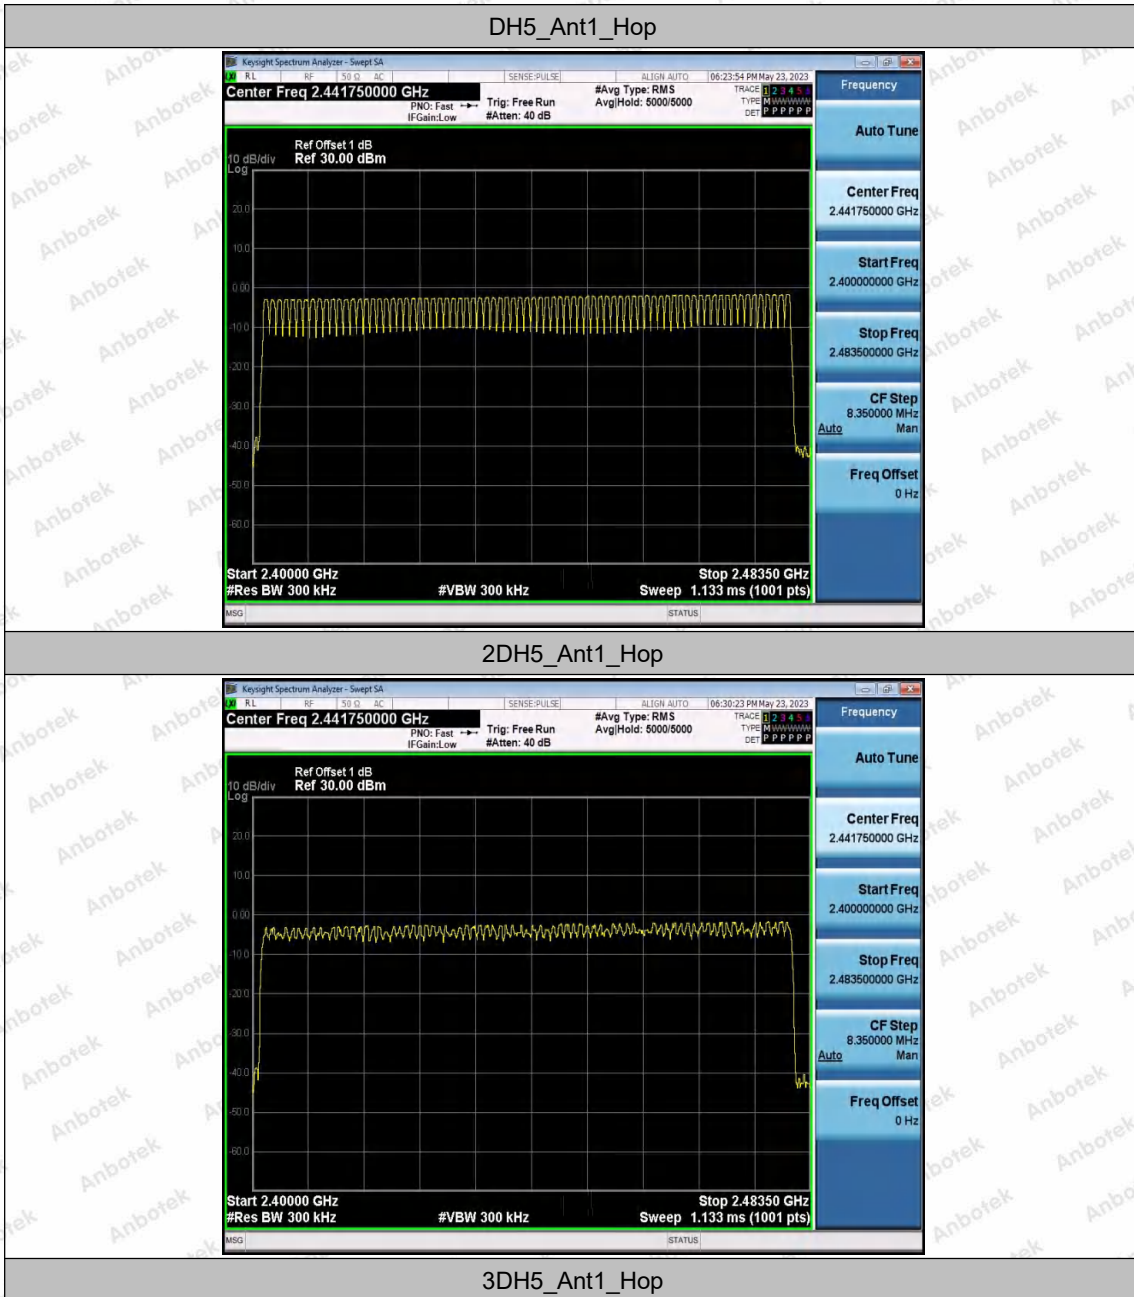 DH5_Ant1_Hop
Keysight Spectrum Analyzer - Swept SA
RL RF 50 Ω AC SENSE:PULSE ALIGN AUTO 06:23:54 PM May 23, 2023
Center Freq 2.441750000 GHz
PNO: Fast
IFGain:Low
Trig: Free Run
#Atten: 40 dB
#Avg Type: RMS
Avg|Hold: 5000/5000
TRACE 1 2 3 4 5 6
TYPE M WWWWW
DET P P P P P P
Frequency
Auto Tune
Center Freq
2.441750000 GHz
Start Freq
2.400000000 GHz
Stop Freq
2.483500000 GHz
CF Step
8.350000 MHz
Auto Man
Freq Offset
0 Hz
Ref Offset 1 dB
10 dB/div Ref 30.00 dBm
Log
20.0
10.0
0.00
-10.0
-20.0
-30.0
-40.0
-50.0
-60.0
Start 2.40000 GHz Stop 2.48350 GHz
#Res BW 300 kHz #VBW 300 kHz Sweep 1.133 ms (1001 pts)
MSG STATUS
2DH5_Ant1_Hop
Keysight Spectrum Analyzer - Swept SA
RL RF 50 Ω AC SENSE:PULSE ALIGN AUTO 06:30:23 PM May 23, 2023
Center Freq 2.441750000 GHz
PNO: Fast
IFGain:Low
Trig: Free Run
#Atten: 40 dB
#Avg Type: RMS
Avg|Hold: 5000/5000
TRACE 1 2 3 4 5 6
TYPE M WWWWW
DET P P P P P P
Frequency
Auto Tune
Center Freq
2.441750000 GHz
Start Freq
2.400000000 GHz
Stop Freq
2.483500000 GHz
CF Step
8.350000 MHz
Auto Man
Freq Offset
0 Hz
Ref Offset 1 dB
10 dB/div Ref 30.00 dBm
Log
20.0
10.0
0.00
-10.0
-20.0
-30.0
-40.0
-50.0
-60.0
Start 2.40000 GHz Stop 2.48350 GHz
#Res BW 300 kHz #VBW 300 kHz Sweep 1.133 ms (1001 pts)
MSG STATUS
3DH5_Ant1_Hop
Anbotek